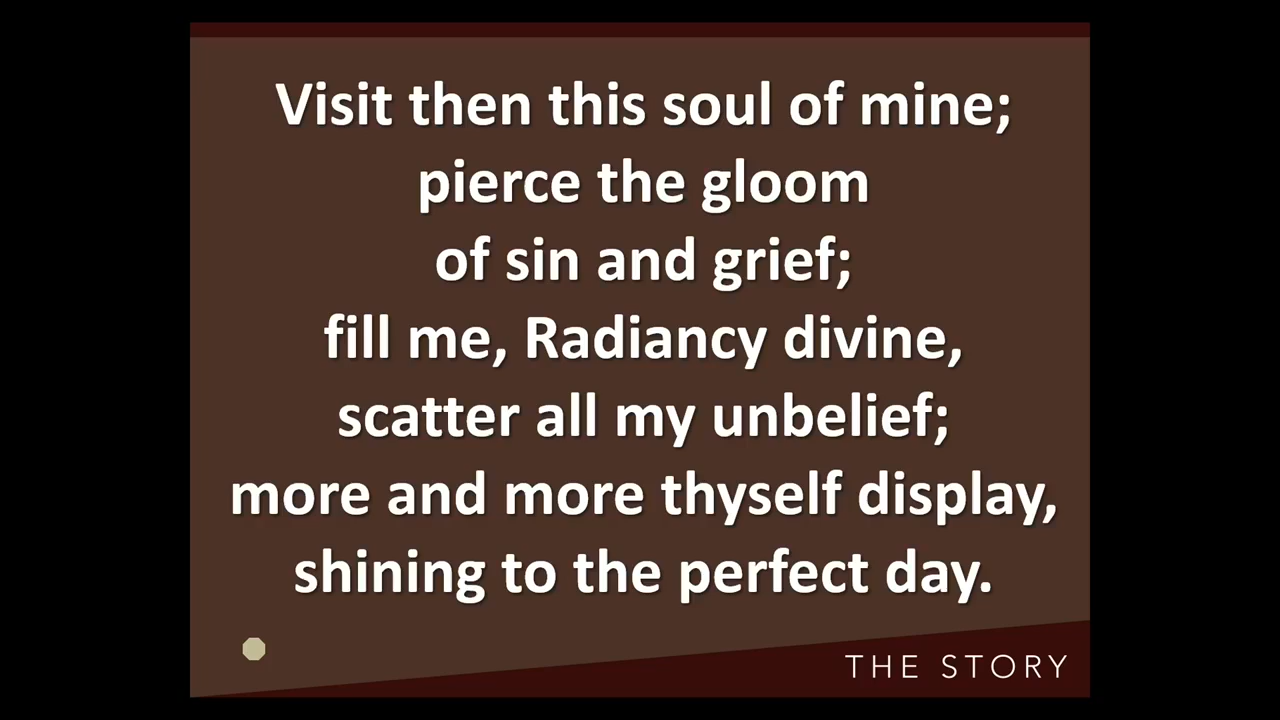 Visit then this soul of mine;
pierce the gloom
of sin and grief;
fill me, Radiancy divine,
scatter all my unbelief;
more and more thyself display,
shining to the perfect day.
THE STORY